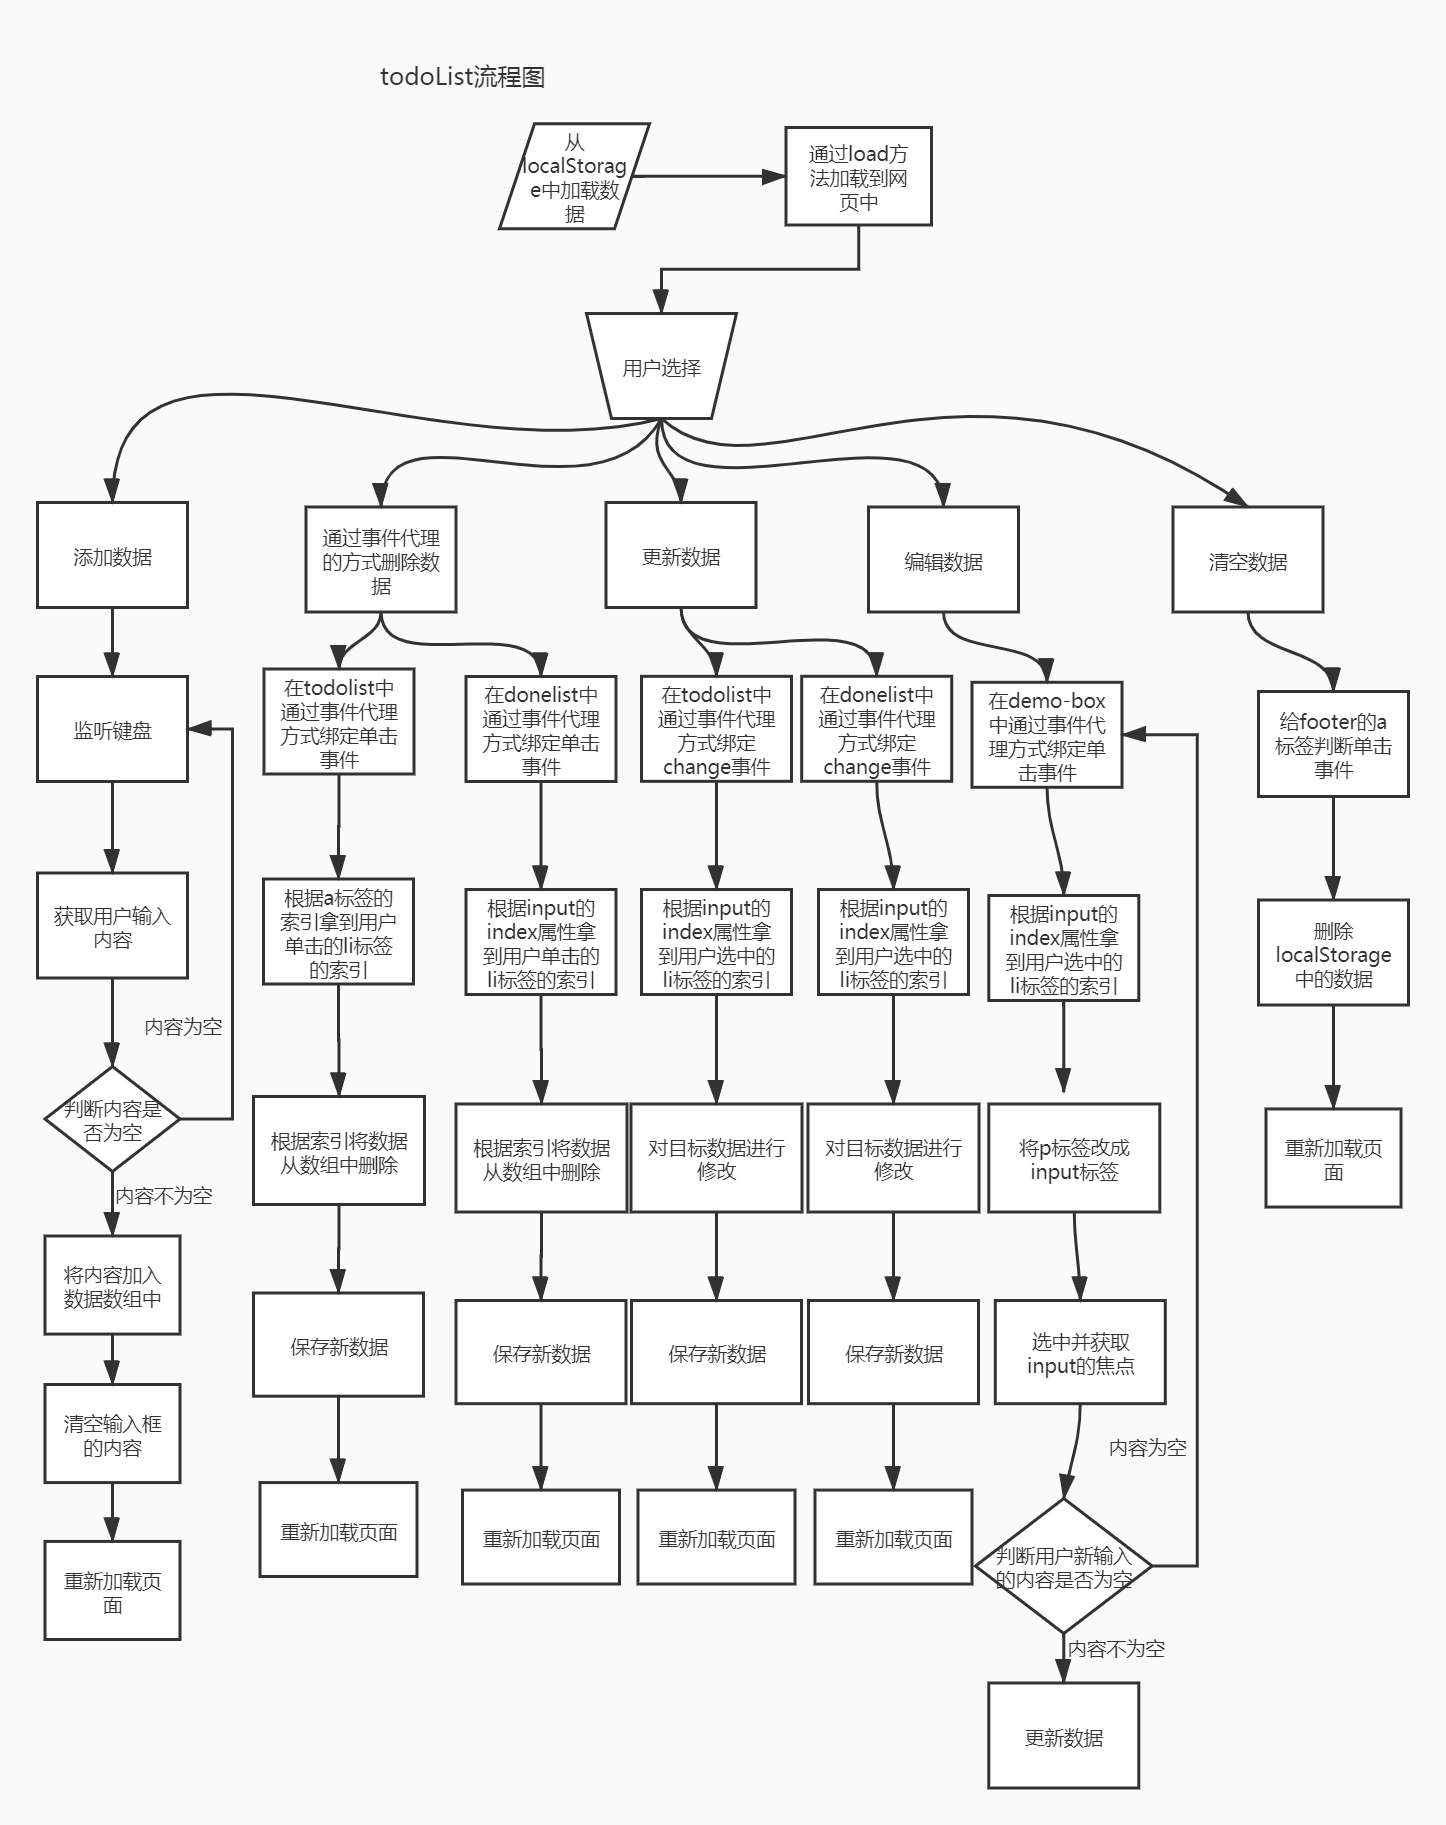 todoList流程图
从
localStorag
e中加载数
据
通过load方
法加载到网
页中
用户选择
添加数据
通过事件代理
的方式删除数
据
更新数据
编辑数据
清空数据
监听键盘
在todolist中
通过事件代理
方式绑定单击
事件
在donelist中
通过事件代理
方式绑定单击
事件
在todolist中
通过事件代理
方式绑定
change事件
在donelist中
通过事件代理
方式绑定
change事件
在demo-box
中通过事件代
理方式绑定单
击事件
给footer的a
标签判断单击
事件
获取用户输入
内容
根据a标签的
索引拿到用户
单击的li标签
的索引
根据input的
index属性拿
到用户单击的
li标签的索引
根据input的
index属性拿
到用户选中的
li标签的索引
根据input的
index属性拿
到用户选中的
li标签的索引
根据input的
index属性拿
到用户选中的
li标签的索引
删除
localStorage
中的数据
内容为空
判断内容是
否为空
根据索引将数据
从数组中删除
根据索引将数据
从数组中删除
对目标数据进行
修改
对目标数据进行
修改
将p标签改成
input标签
重新加载页
面
内容不为空
将内容加入
数据数组中
保存新数据
保存新数据
保存新数据
保存新数据
选中并获取
input的焦点
清空输入框
的内容
内容为空
重新加载页面
重新加载页面
重新加载页面
重新加载页面
判断用户新输入
的内容是否为空
重新加载页
面
内容不为空
更新数据